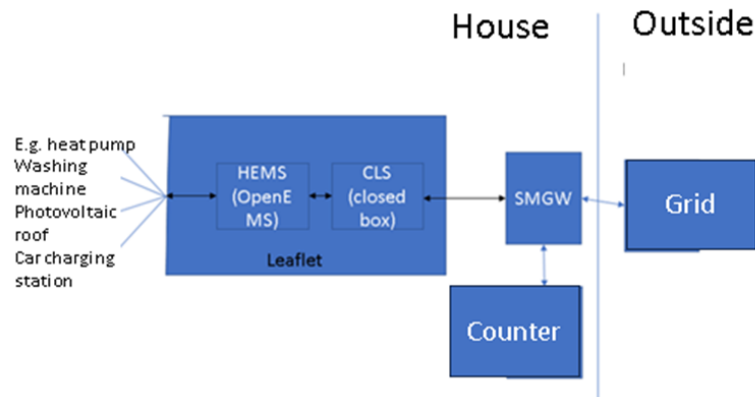 House
Outside
E.g. heat pump
Washing
machine
Photovoltaic
roof
Car charging
station
HEMS
(OpenE
MS)
CLS
(closed
box)
Leaflet
SMGW
Grid
Counter